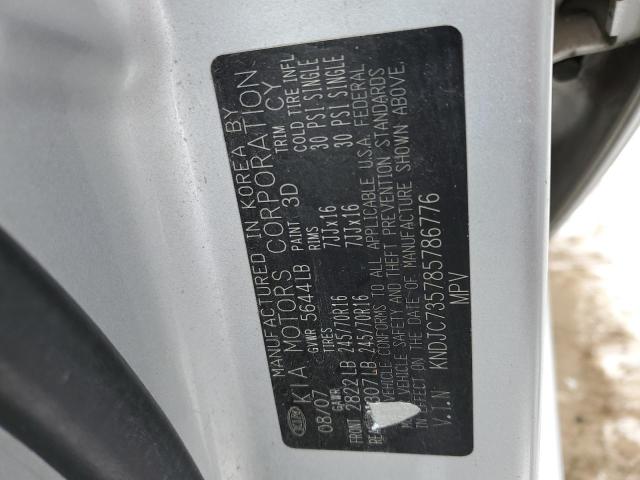 MANUFACTURED IN KOREA BY
KIA MOTORS CORPORATION
08/07 GVWR 5644LB PAINT 3D TRIM CY
GAWR TIRES RIMS COLD TIRE INFL
FRONT 2822LB 245/70R16 7JJx16 30 PSI SINGLE
307LB 245/70R16 7JJx16 30 PSI SINGLE
VEHICLE CONFORMS TO ALL APPLICABLE U.S.A. FEDERAL
VEHICLE SAFETY AND THEFT PREVENTION STANDARDS
IN EFFECT ON THE DATE OF MANUFACTURE SHOWN ABOVE.
V.I.N KNDJC735785786776
MPV
KIA